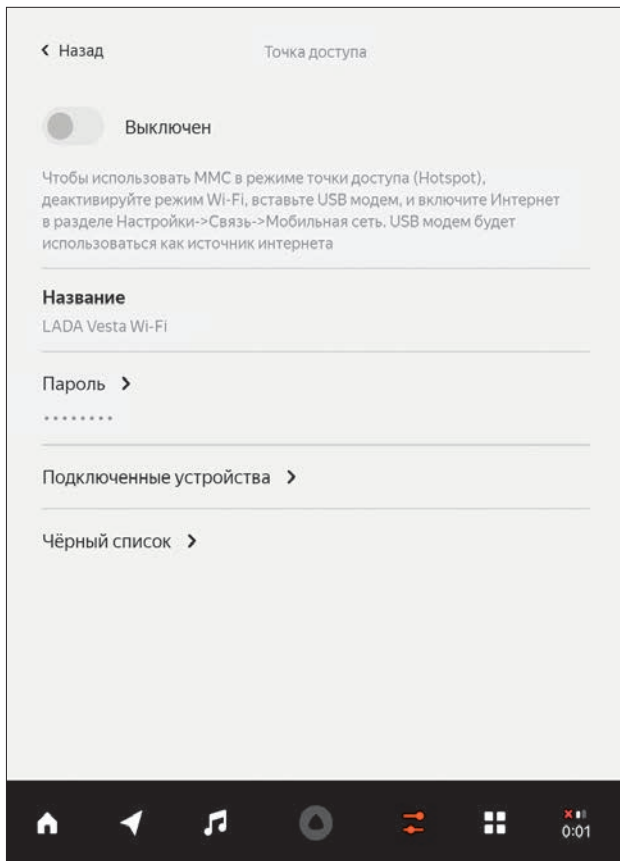 Назад
Точка доступа
Выключен
Чтобы использовать ММС в режиме точки доступа (Hotspot),
деактивируйте режим Wi-Fi, вставьте USB модем, и включите Интернет
в разделе Настройки->Связь->Мобильная сеть. USB модем будет
использоваться как источник интернета
Название
LADA Vesta Wi-Fi
Пароль
Подключенные устройства
Чёрный список
0:01